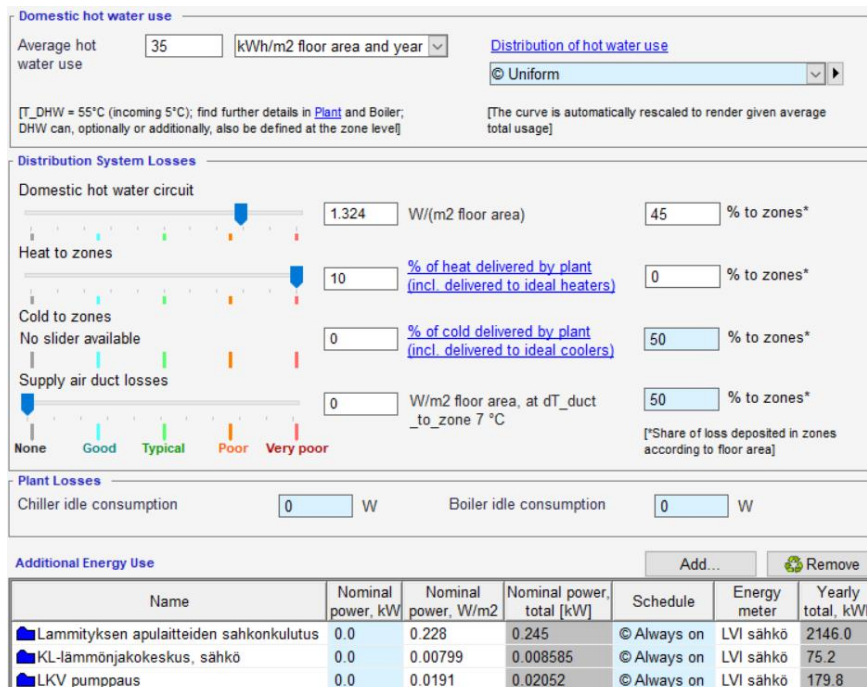 Domestic hot water use
Average hot water use 35 kWh/m2 floor area and year
Distribution of hot water use
© Uniform
[T_DHW = 55°C (incoming 5°C); find further details in Plant and Boiler;
DHW can, optionally or additionally, also be defined at the zone level]
[The curve is automatically rescaled to render given average
total usage]
Distribution System Losses
Domestic hot water circuit
1.324 W/(m2 floor area) 45 % to zones*
Heat to zones
10 % of heat delivered by plant
(incl. delivered to ideal heaters) 0 % to zones*
Cold to zones
No slider available 0 % of cold delivered by plant
(incl. delivered to ideal coolers) 50 % to zones*
Supply air duct losses
0 W/m2 floor area, at dT_duct
_to_zone 7 °C 50 % to zones*
None Good Typical Poor Very poor
[*Share of loss deposited in zones
according to floor area]
Plant Losses
Chiller idle consumption 0 W Boiler idle consumption 0 W
Additional Energy Use Add... Remove
Name Nominal power, kW Nominal power, W/m2 Nominal power, total [kW] Schedule Energy meter Yearly total, kW
Lammityksen apulaitteiden sahkonkulutus 0.0 0.228 0.245 © Always on LVI sähkö 2146.0
KL-lämmönjakokeskus, sähkö 0.0 0.00799 0.008585 © Always on LVI sähkö 75.2
LKV pumppaus 0.0 0.0191 0.02052 © Always on LVI sähkö 179.8